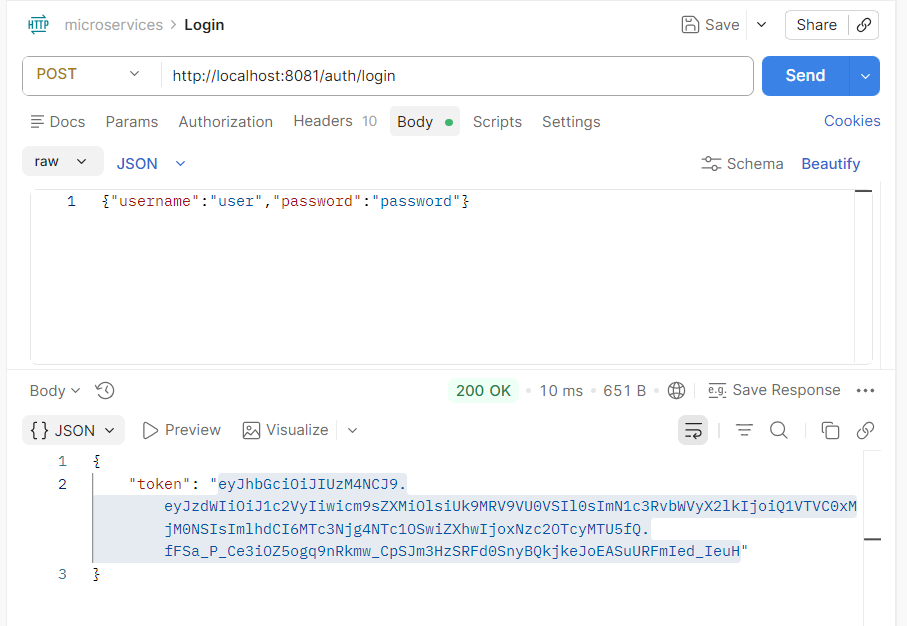 HTTP microservices > Login Save Share
POST http://localhost:8081/auth/login Send
Docs Params Authorization Headers 10 Body Scripts Settings Cookies
raw JSON Schema Beautify
1 {"username":"user","password":"password"}
Body 200 OK 10 ms 651 B e.g. Save Response
{} JSON Preview Visualize
1 {
2 "token": "eyJhbGciOiJIUzM4NCJ9.
eyJzdWIiOiJ1c2VyIiwicm9sZXMiOlsiUk9MRV9VU0VSIl0sImN1c3RvbWVyX2lkIjoiQ1VTVC0xM
jM0NSIsImlhdCI6MTc3Njg4NTc1OSwiZXhwIjoxNzc2OTcyMTU5fQ.
fFSa_P_Ce3iOZ5ogq9nRkmw_CpSJm3HzSRFd0SnyBQkjkeJoEASuURFmIed_IeuH"
3 }